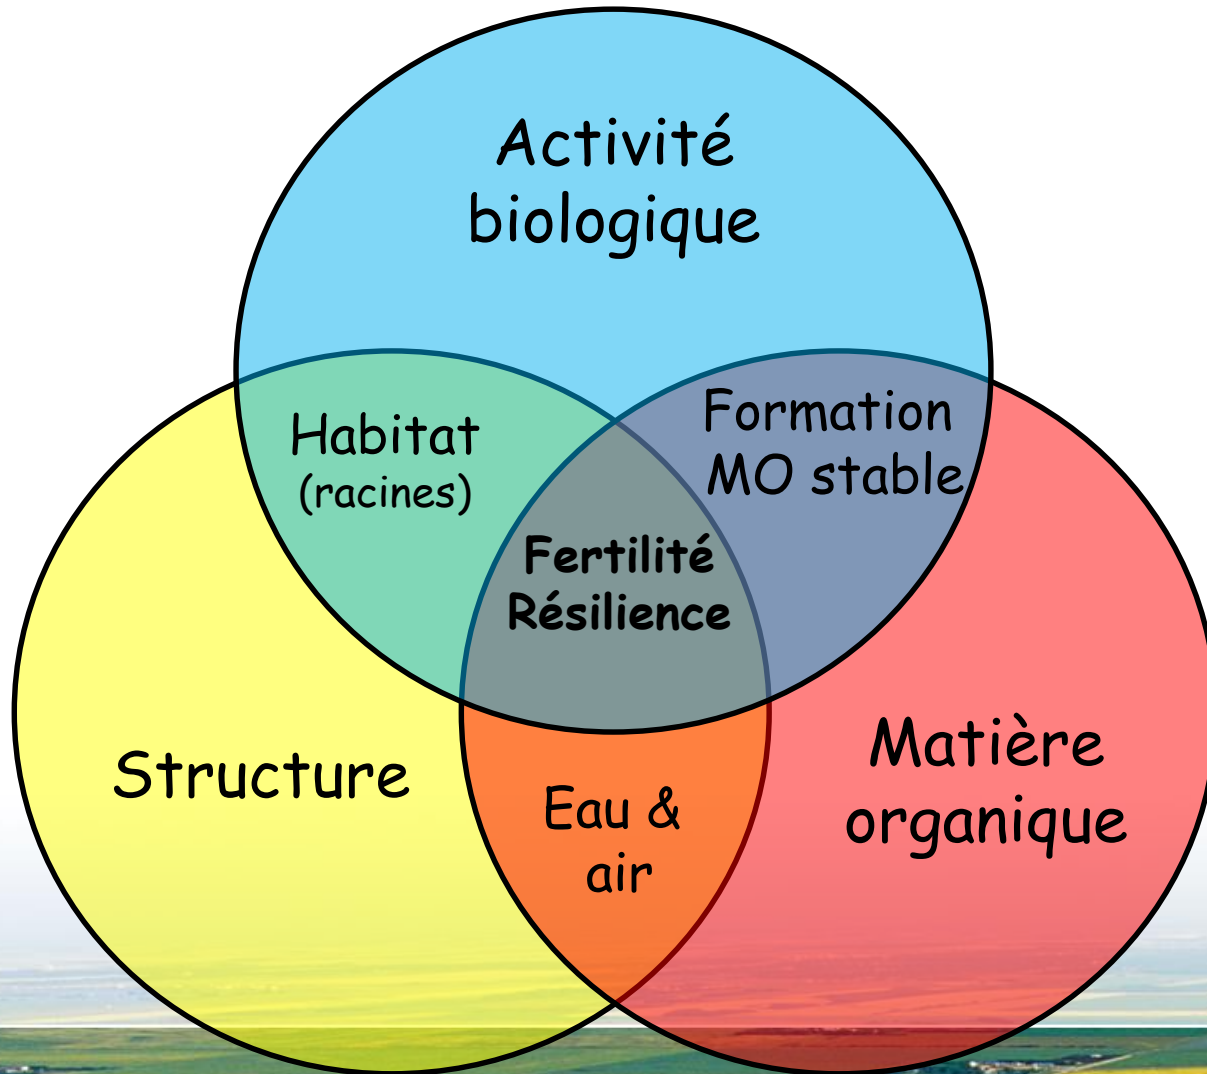 Activité
biologique
Habitat
(racines)
Formation
MO stable
Fertilité
Résilience
Structure
Matière
organique
Eau &
air